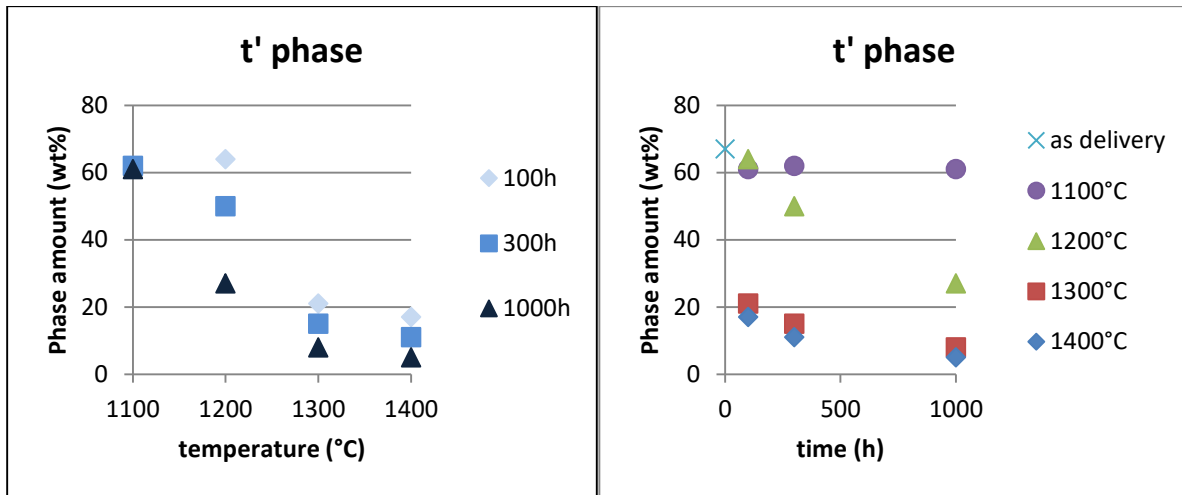 t' phase
Phase amount (wt%)
80
60
40
20
0
1100 1200 1300 1400
temperature (°C)
100h
300h
1000h
t' phase
Phase amount (wt%)
80
60
40
20
0
0 500 1000
time (h)
as delivery
1100°C
1200°C
1300°C
1400°C